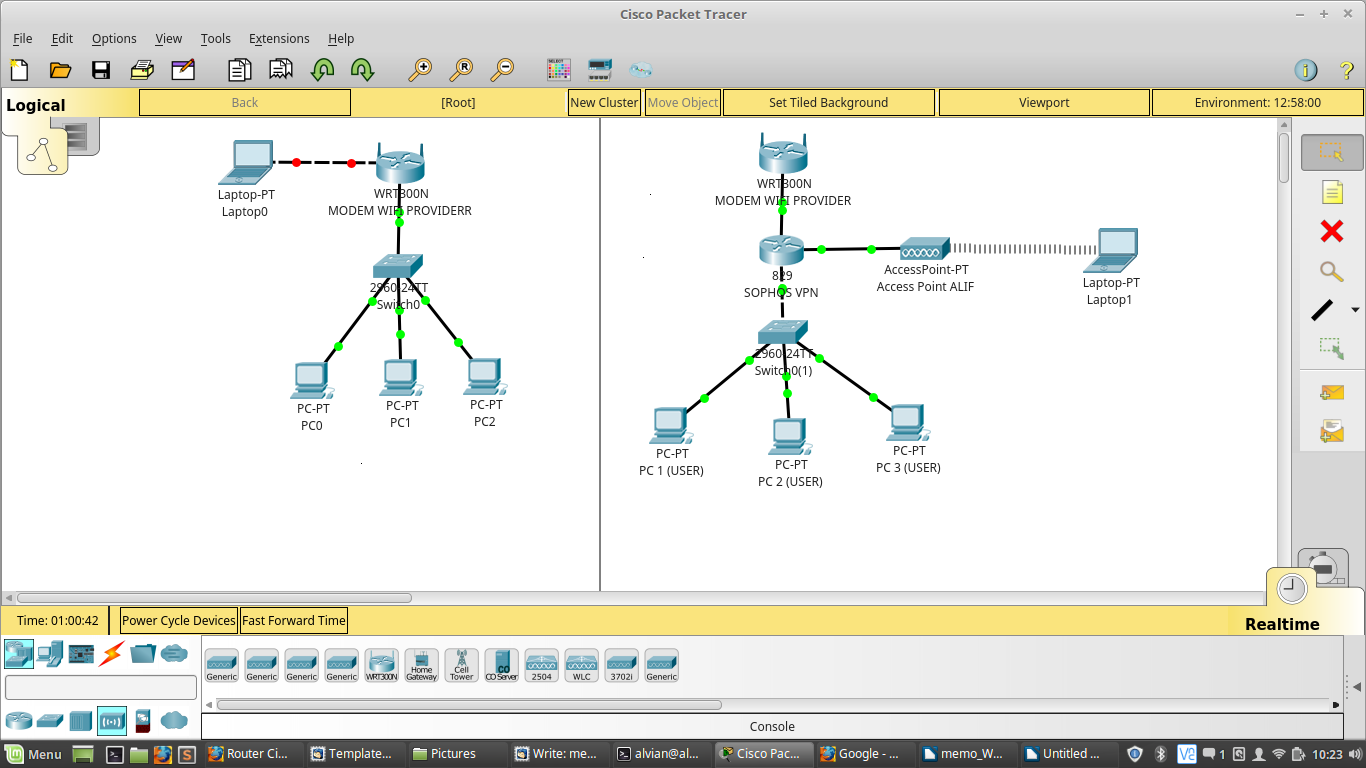 Cisco Packet Tracer
File Edit Options View Tools Extensions Help
Logical
Back
[Root]
New Cluster
Move Object
Set Tiled Background
Viewport
Environment: 12:58:00
Laptop-PT
Laptop0
WRT300N
MODEM WIFI PROVIDERR
2960-24TT
Switch0
PC-PT
PC0
PC-PT
PC1
PC-PT
PC2
WRT300N
MODEM WIFI PROVIDER
829
SOPHOS VPN
AccessPoint-PT
Access Point ALIF
Laptop-PT
Laptop1
2960-24TT
Switch0(1)
PC-PT
PC 1 (USER)
PC-PT
PC 2 (USER)
PC-PT
PC 3 (USER)
Time: 01:00:42
Power Cycle Devices
Fast Forward Time
Realtime
Generic
Generic
Generic
Generic
WRT300N
Home Gateway
Cell Tower
CO Server
2504
WLC
3702i
Generic
Console
Menu
Router Ci...
Template...
Pictures
Write: me...
alvian@al...
Cisco Pac...
Google - ...
memo_W...
Untitled ...
1
10:23